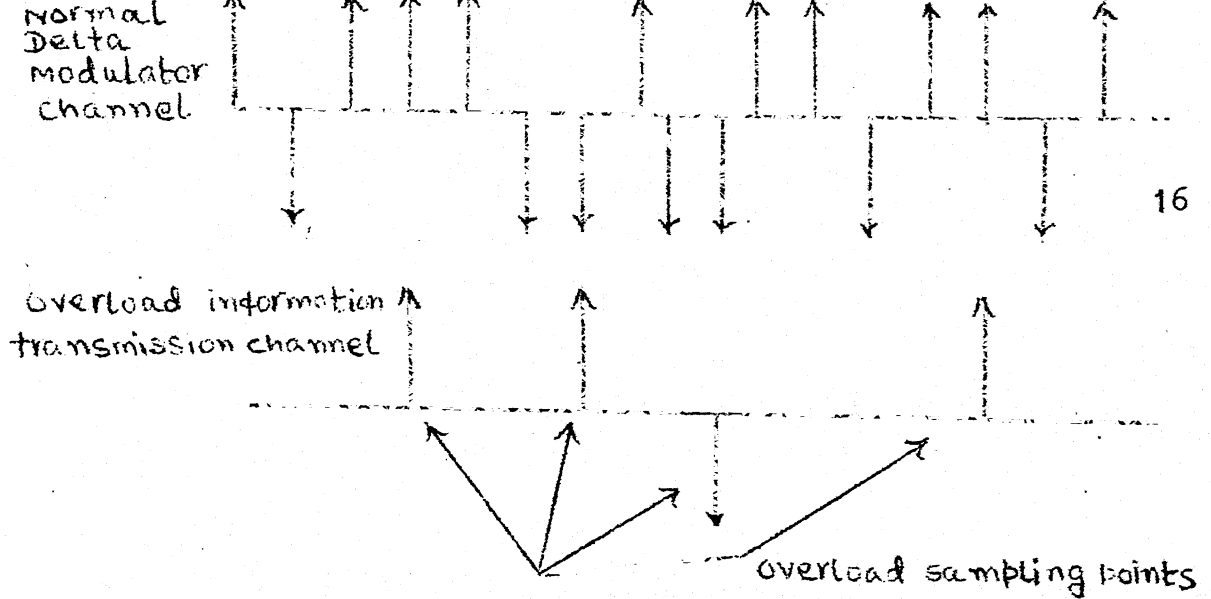 Normal
Delta
modulator
channel
16
overload information
transmission channel
overload sampling points